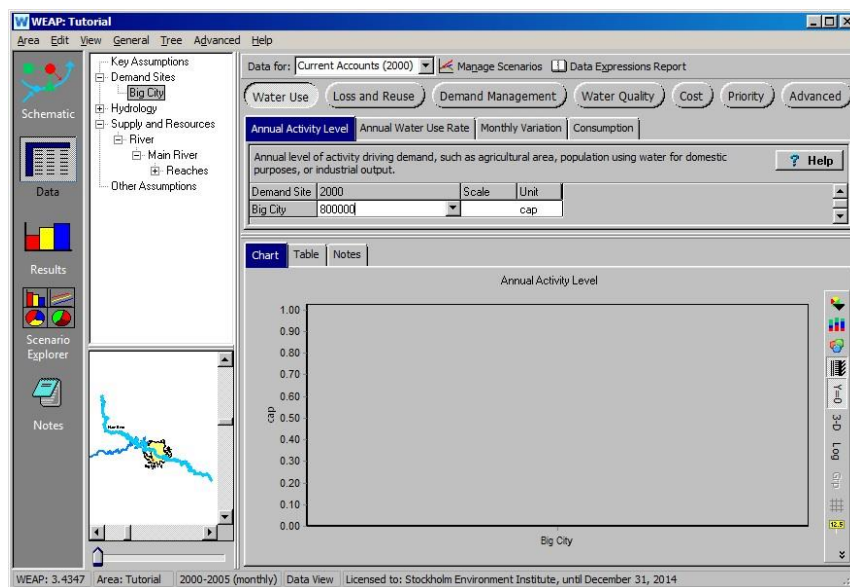 WEAP: Tutorial
Area Edit View General Tree Advanced Help
Schematic
Data
Results
Scenario
Explorer
Notes
Key Assumptions
Demand Sites
Big City
Hydrology
Supply and Resources
River
Main River
Reaches
Other Assumptions
Data for: Current Accounts (2000) Manage Scenarios Data Expressions Report
Water Use Loss and Reuse Demand Management Water Quality Cost Priority Advanced
Annual Activity Level Annual Water Use Rate Monthly Variation Consumption
Annual level of activity driving demand, such as agricultural area, population using water for domestic
purposes, or industrial output.
? Help
Demand Site 2000 Scale Unit
Big City 800000 cap
Chart Table Notes
Annual Activity Level
1.00
0.90
0.80
0.70
0.60
0.50
0.40
0.30
0.20
0.10
0.00
cap
Big City
Y=0
3-D
Log
Grp
12.5
WEAP: 3.4347 Area: Tutorial 2000-2005 (monthly) Data View Licensed to: Stockholm Environment Institute, until December 31, 2014